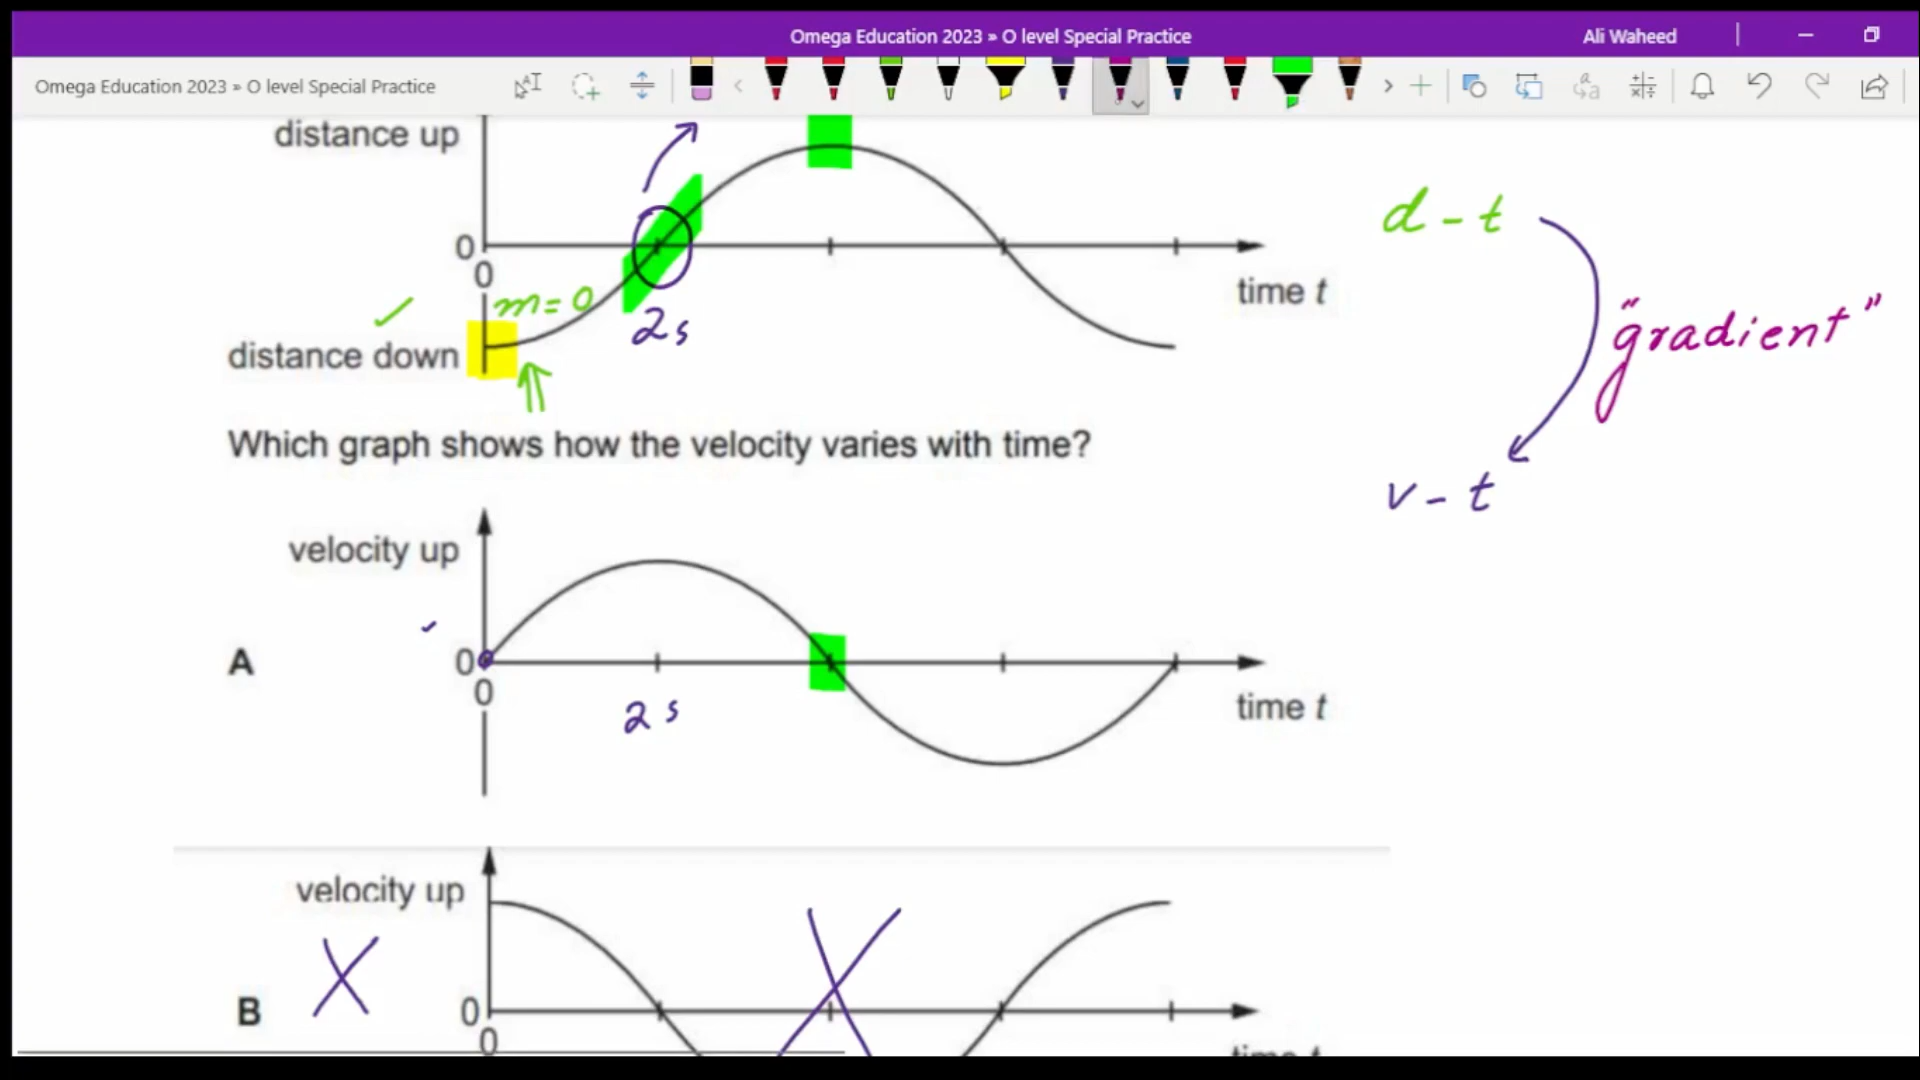 Omega Education 2023 » O level Special Practice
Ali Waheed
Omega Education 2023 » O level Special Practice
distance up
d - t
0
0
time t
m = 0
2s
"gradient"
distance down
Which graph shows how the velocity varies with time?
v - t
velocity up
A
0
0
2s
time t
velocity up
B
0
0
time t